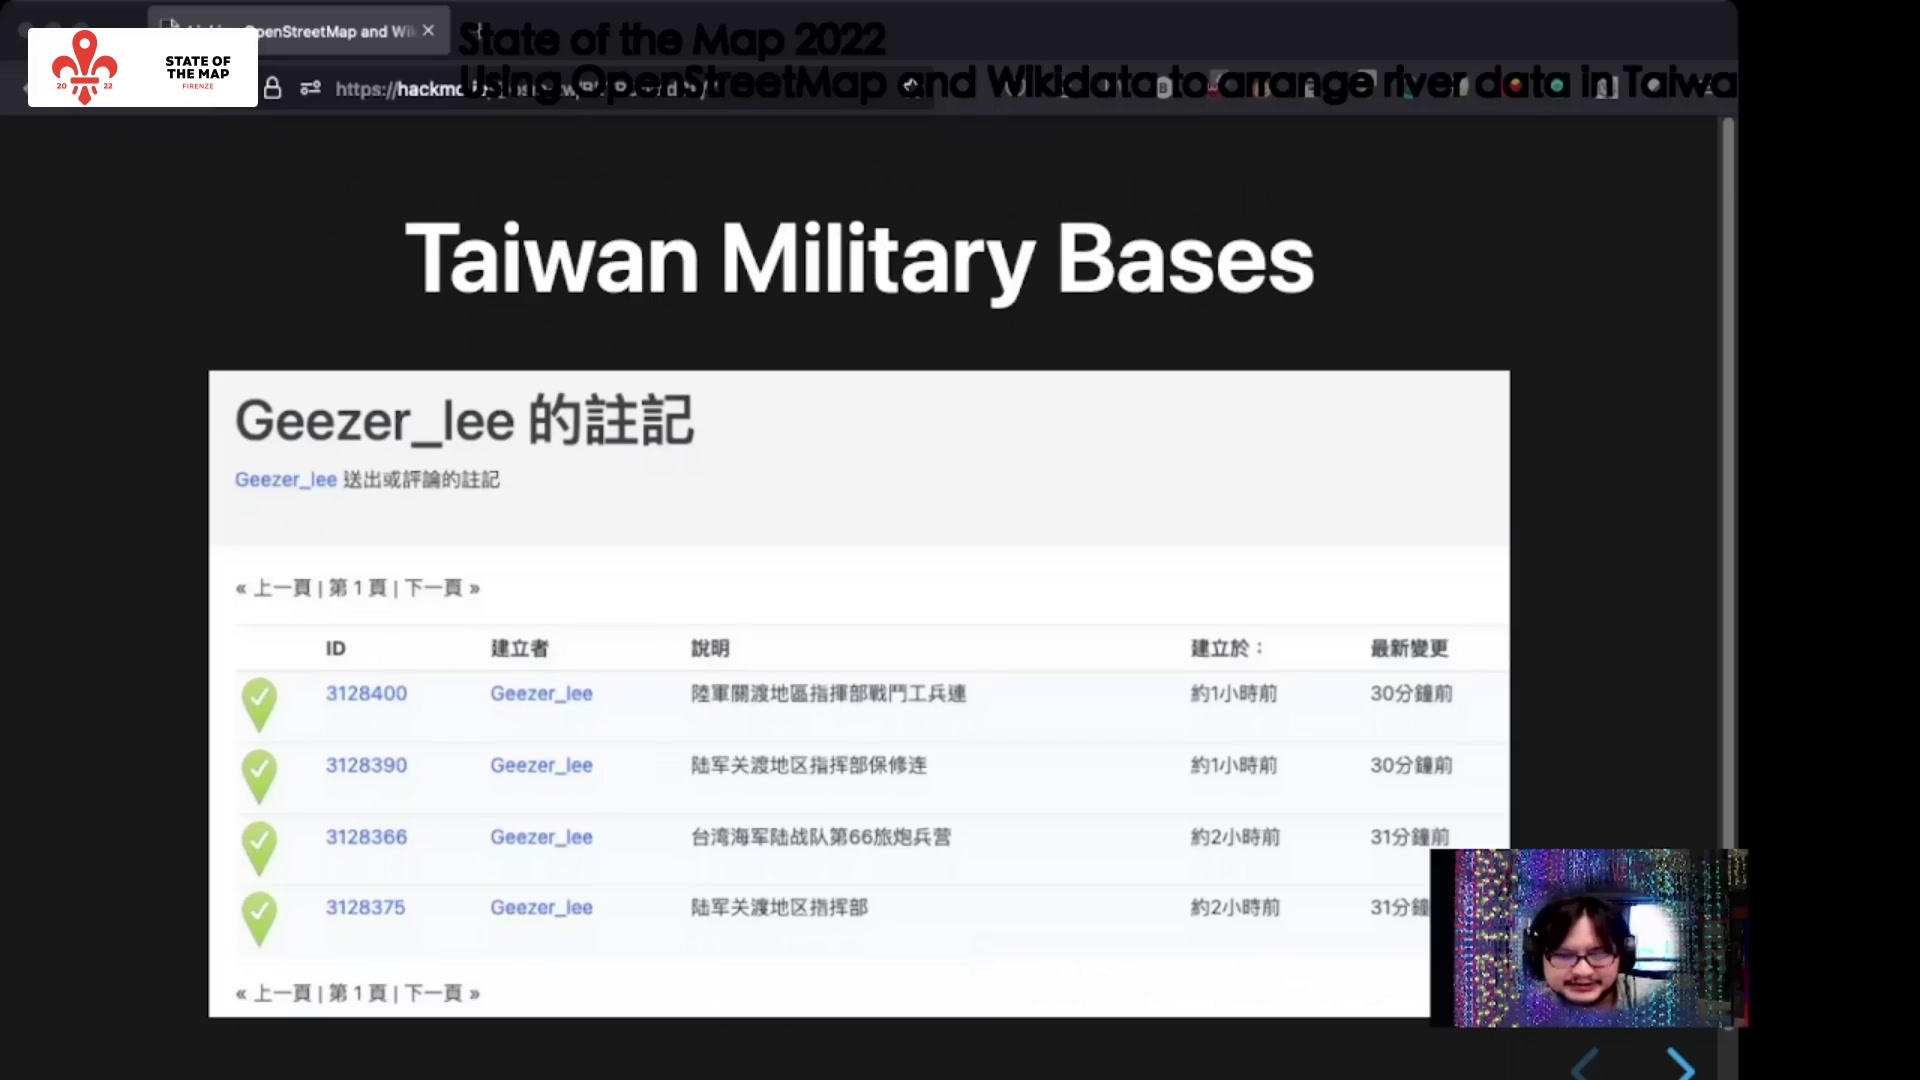 OpenStreetMap and Wi
State of the Map 2022
STATE OF
THE MAP
FIRENZE
20 22
https://hackmd
Using OpenStreetMap and Wikidata to arrange river data in Taiwa
Taiwan Military Bases
Geezer_lee 的註記
Geezer_lee 送出或評論的註記
« 上一頁 | 第 1 頁 | 下一頁 »
ID 建立者 說明 建立於： 最新變更
3128400 Geezer_lee 陸軍關渡地區指揮部戰鬥工兵連 約1小時前 30分鐘前
3128390 Geezer_lee 陆军关渡地区指挥部保修连 約1小時前 30分鐘前
3128366 Geezer_lee 台湾海军陆战队第66旅炮兵营 約2小時前 31分鐘前
3128375 Geezer_lee 陆军关渡地区指挥部 約2小時前 31分鐘
« 上一頁 | 第 1 頁 | 下一頁 »